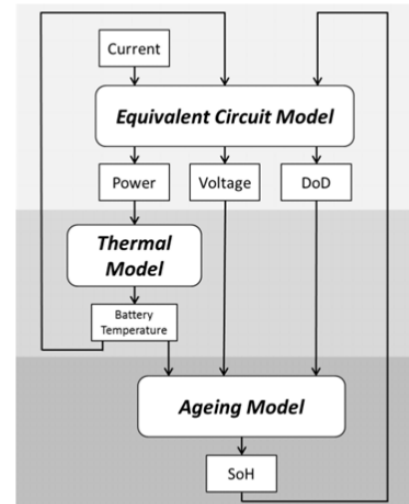 Current
Equivalent Circuit Model
Power
Voltage
DoD
Thermal
Model
Battery
Temperature
Ageing Model
SoH